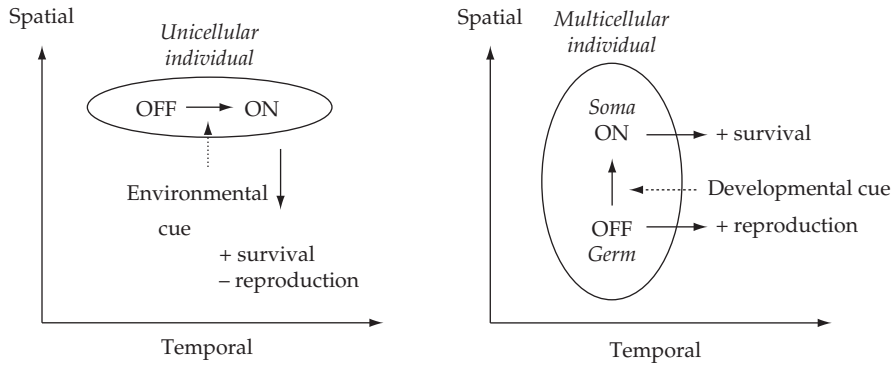 Spatial
Unicellular
individual
OFF
ON
Environmental
cue
+ survival
– reproduction
Temporal
Spatial
Multicellular
individual
Soma
ON
+ survival
Developmental cue
OFF
+ reproduction
Germ
Temporal